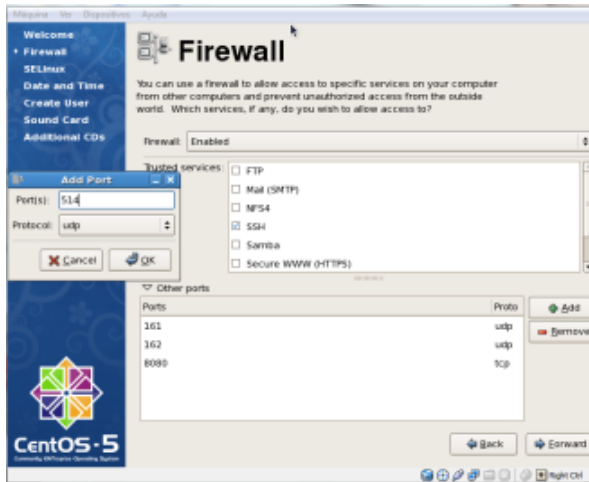 Máquina Ver Dispositivos Ayuda
Welcome
Firewall
SELinux
Date and Time
Create User
Sound Card
Additional CDs
Firewall
You can use a firewall to allow access to specific services on your computer
from other computers and prevent unauthorized access from the outside
world. Which services, if any, do you wish to allow access to?
Firewall: Enabled
Trusted services:
FTP
Mail (SMTP)
NFS4
SSH
Samba
Secure WWW (HTTPS)
Add Port
Port(s): 514
Protocol: udp
Cancel OK
Other ports
Ports Proto
161 udp
162 udp
8080 tcp
Add
Remove
CentOS-5
Community ENTerprise Operating System
Back Forward
Right Ctrl